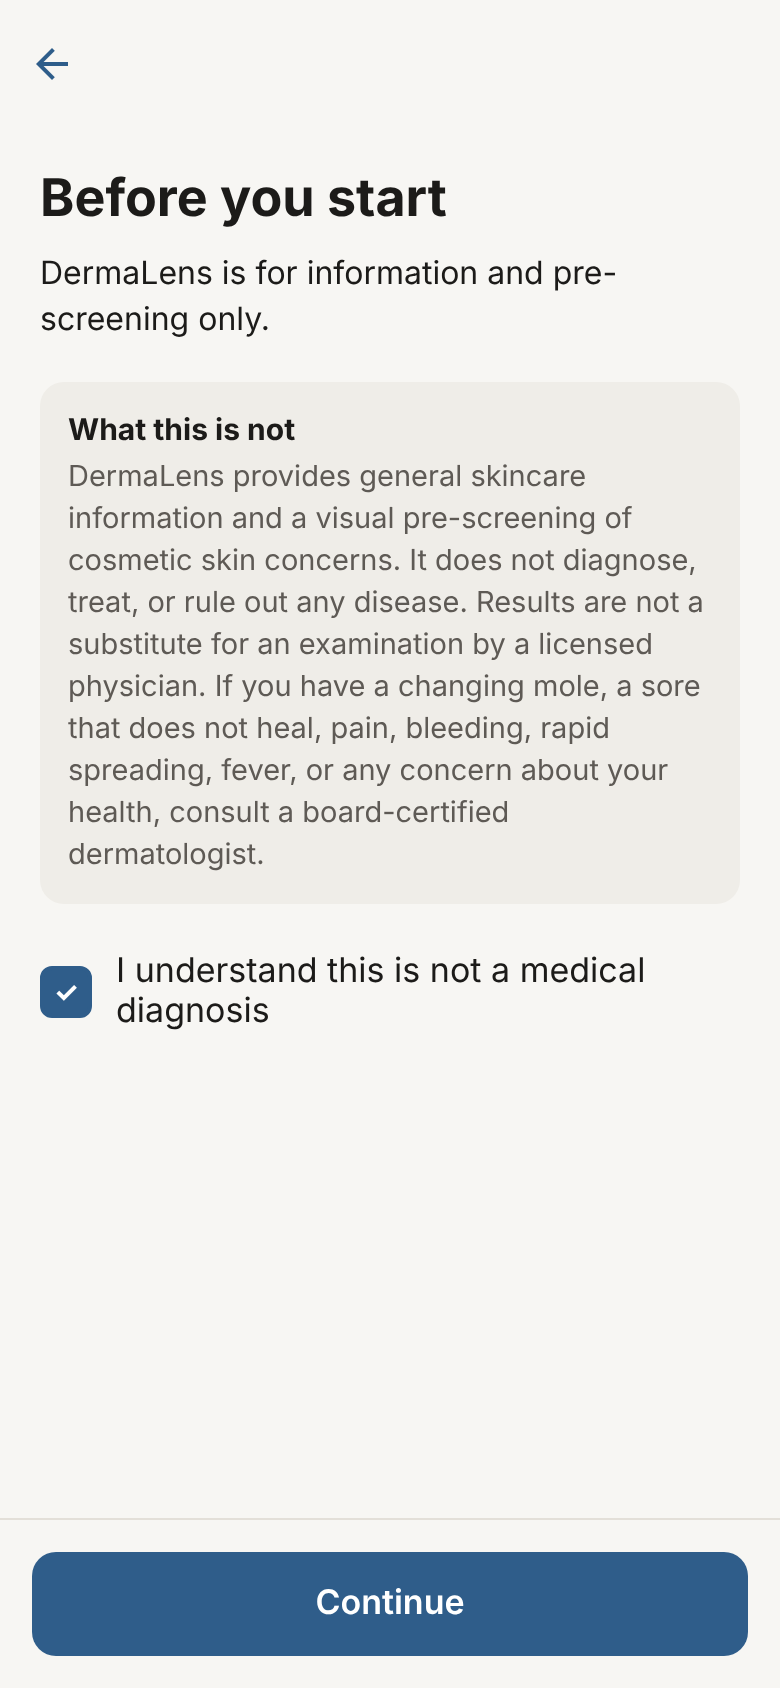 Before you start
DermaLens is for information and pre-
screening only.
What this is not
DermaLens provides general skincare
information and a visual pre-screening of
cosmetic skin concerns. It does not diagnose,
treat, or rule out any disease. Results are not a
substitute for an examination by a licensed
physician. If you have a changing mole, a sore
that does not heal, pain, bleeding, rapid
spreading, fever, or any concern about your
health, consult a board-certified
dermatologist.
I understand this is not a medical
diagnosis
Continue